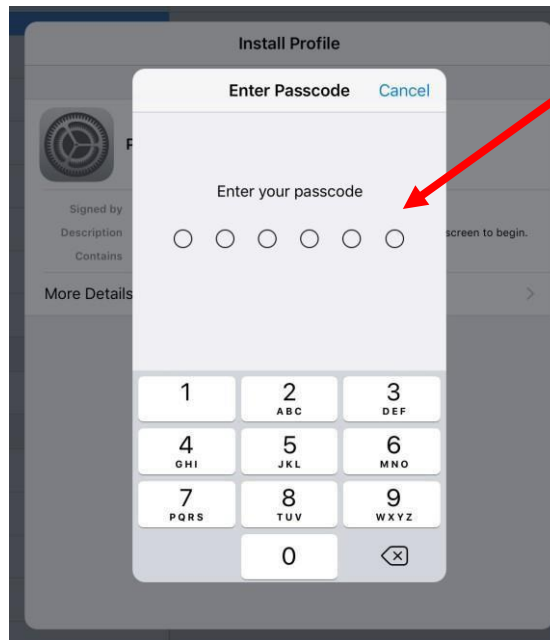 Install Profile
Enter Passcode Cancel
P
Enter your passcode
Signed by
Description screen to begin.
Contains
More Details
1 2 3
ABC DEF
4 5 6
GHI JKL MNO
7 8 9
PQRS TUV WXYZ
0